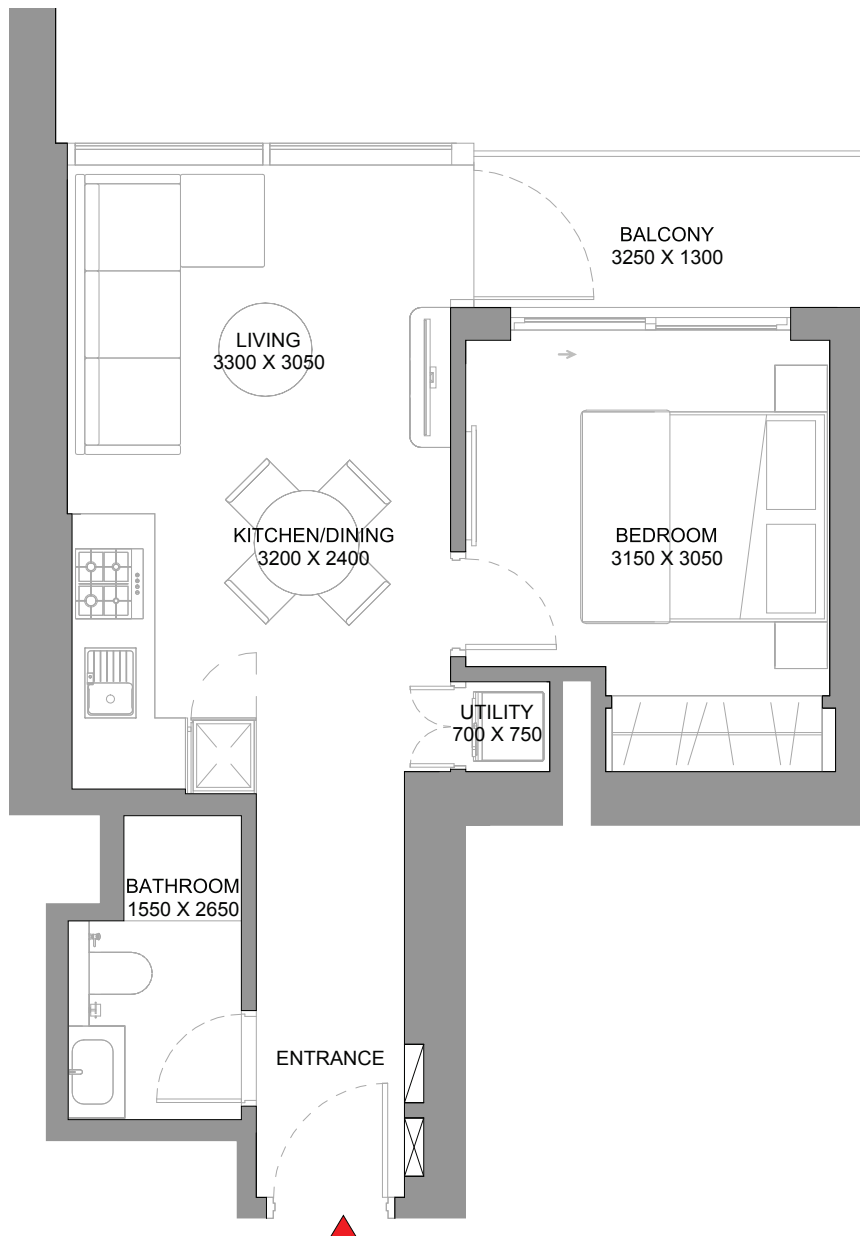 BALCONY
3250 X 1300
LIVING
3300 X 3050
KITCHEN/DINING
3200 X 2400
BEDROOM
3150 X 3050
UTILITY
700 X 750
BATHROOM
1550 X 2650
ENTRANCE